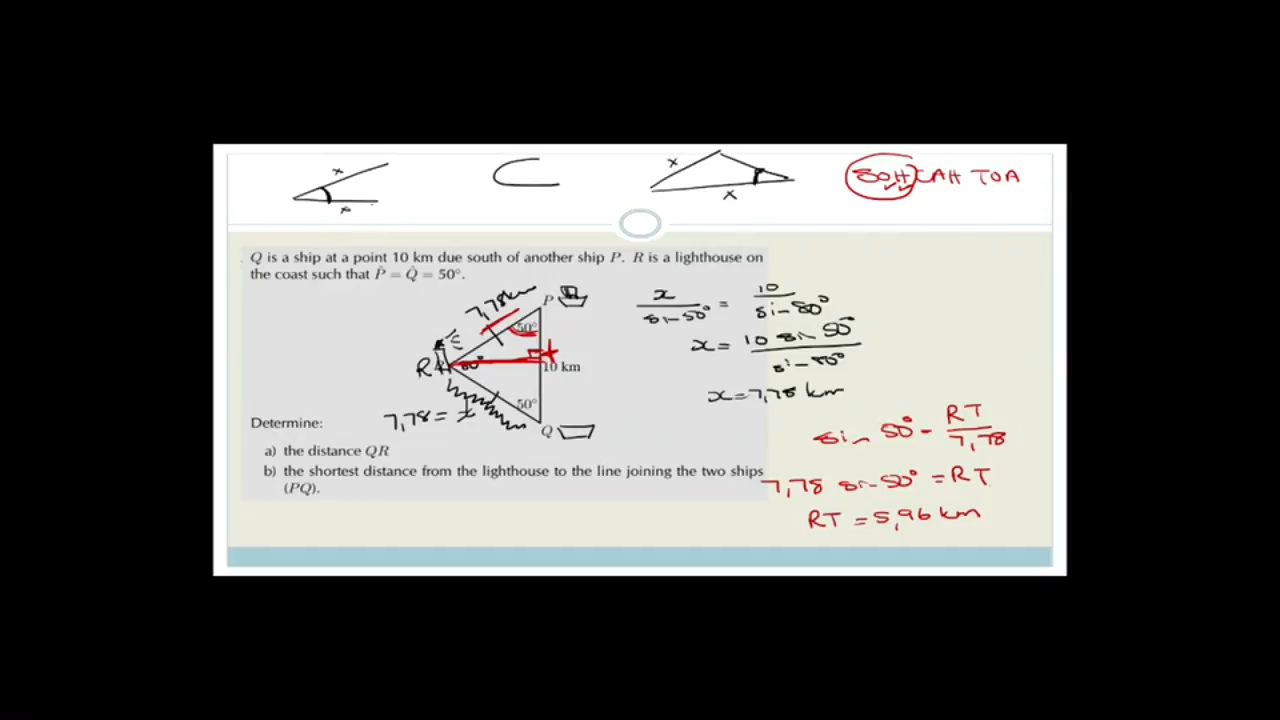 x
x
x
x
SOH CAH TOA
Q is a ship at a point 10 km due south of another ship P. R is a lighthouse on
the coast such that P̂ = Q̂ = 50°.
7,78km
P
50°
R
80°
10 km
50°
7,78 = x
Q
x / sin 50° = 10 / sin 80°
x = 10 sin 50° / sin 80°
x = 7,78 km
sin 50° = RT / 7,78
7,78 sin 50° = RT
RT = 5,96 km
Determine:
a) the distance QR
b) the shortest distance from the lighthouse to the line joining the two ships
(PQ).